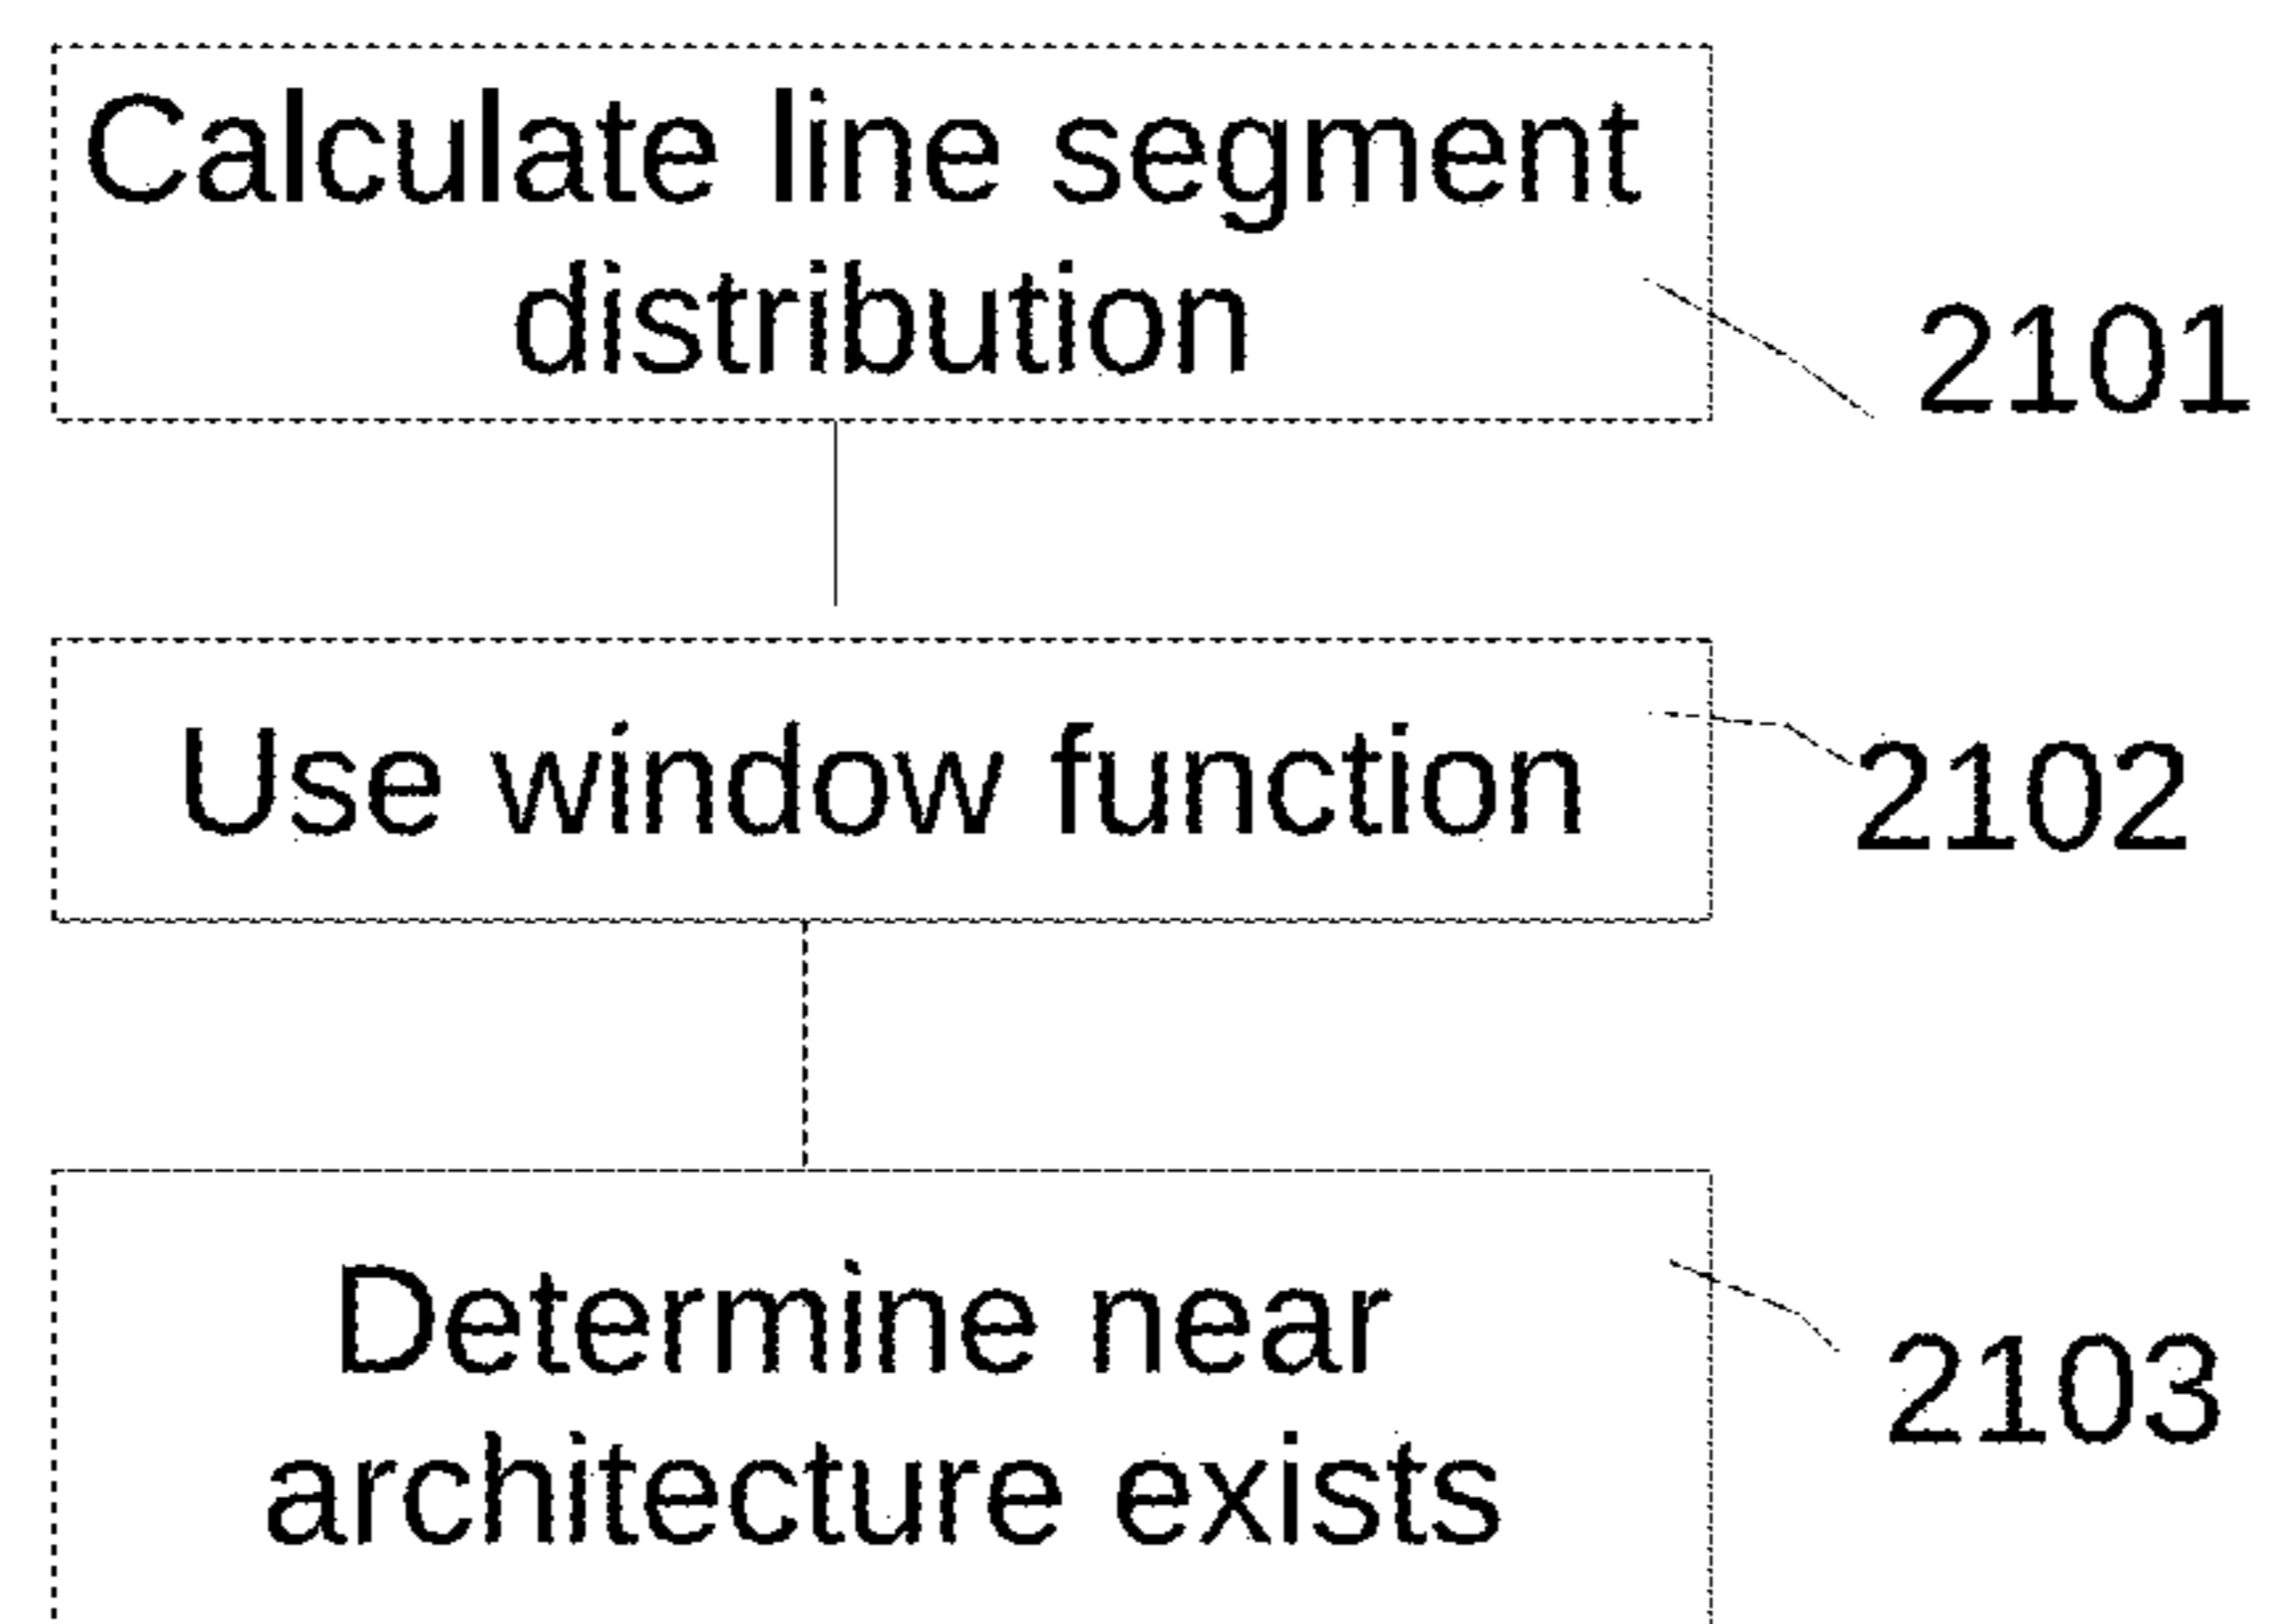 Calculate line segment
distribution
2101
Use window function
2102
Determine near
architecture exists
2103